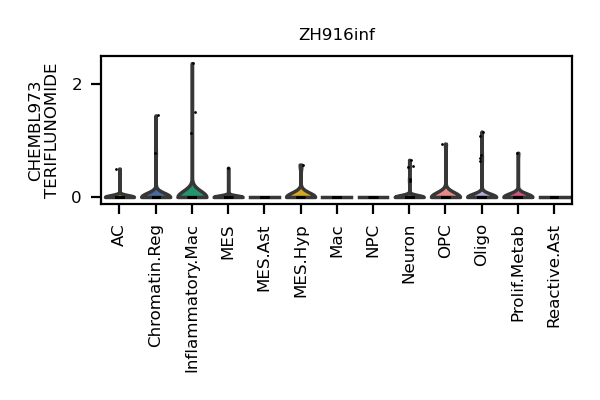 ZH916inf
CHEMBL973
TERIFLUNOMIDE
2
0
AC
Chromatin.Reg
Inflammatory.Mac
MES
MES.Ast
MES.Hyp
Mac
NPC
Neuron
OPC
Oligo
Prolif.Metab
Reactive.Ast